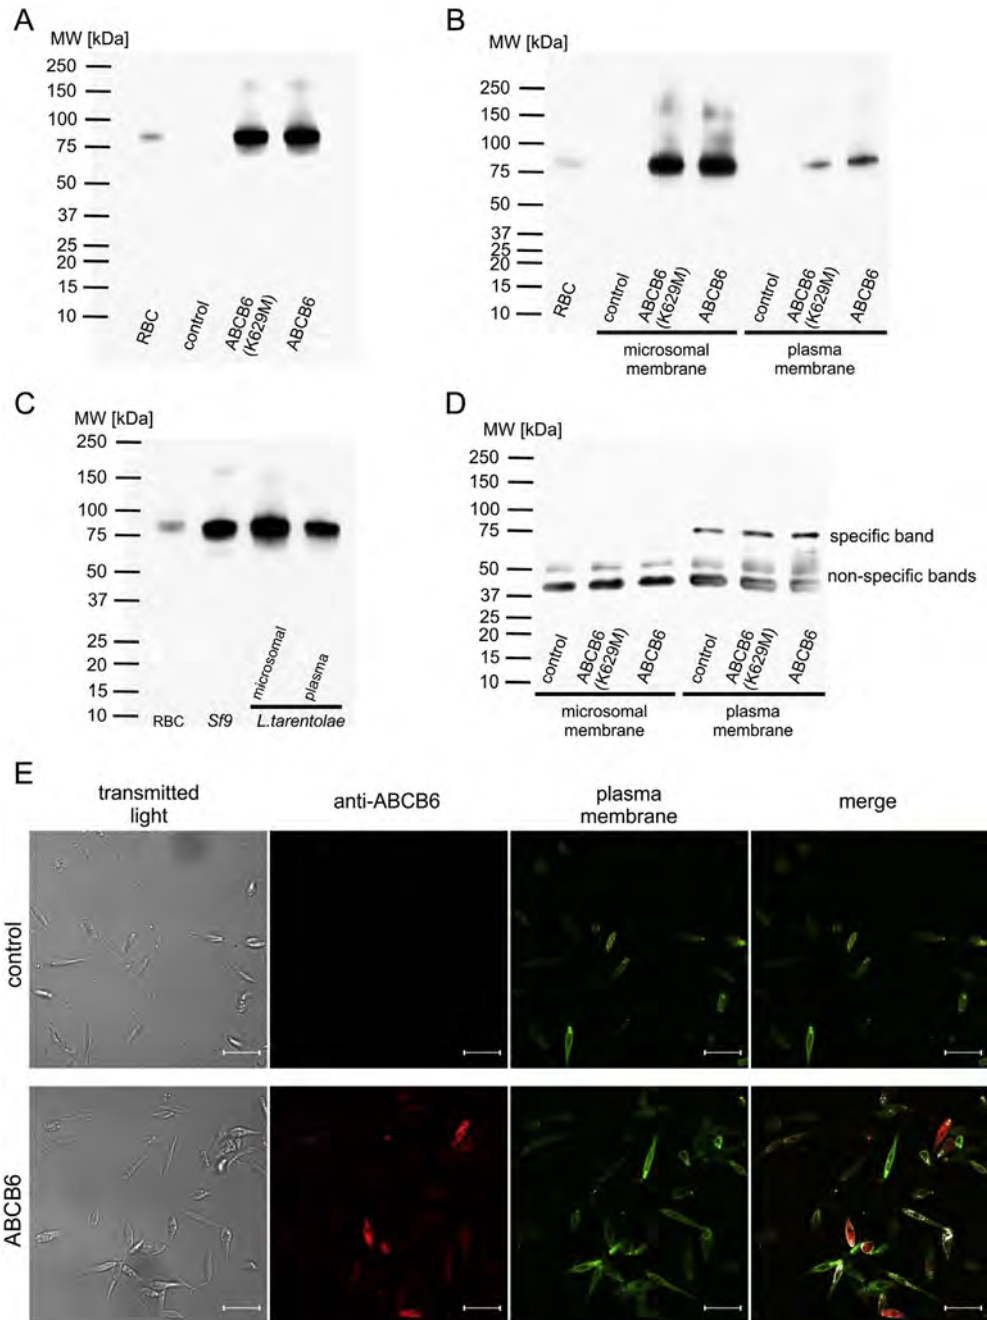 A
MW [kDa]
250
150
100
75
50
37
25
20
15
10
RBC
control
ABCB6
(K629M)
ABCB6
B
MW [kDa]
250
150
100
75
50
37
25
20
15
10
RBC
control
ABCB6
(K629M)
ABCB6
control
ABCB6
(K629M)
ABCB6
microsomal
membrane
plasma
membrane
C
MW [kDa]
250
150
100
75
50
37
25
20
15
10
microsomal
plasma
RBC
Sf9
L.tarentolae
D
MW [kDa]
250
150
100
75
50
37
25
20
15
10
specific band
non-specific bands
control
ABCB6
(K629M)
ABCB6
control
ABCB6
(K629M)
ABCB6
microsomal
membrane
plasma
membrane
E
transmitted
light
anti-ABCB6
plasma
membrane
merge
control
ABCB6